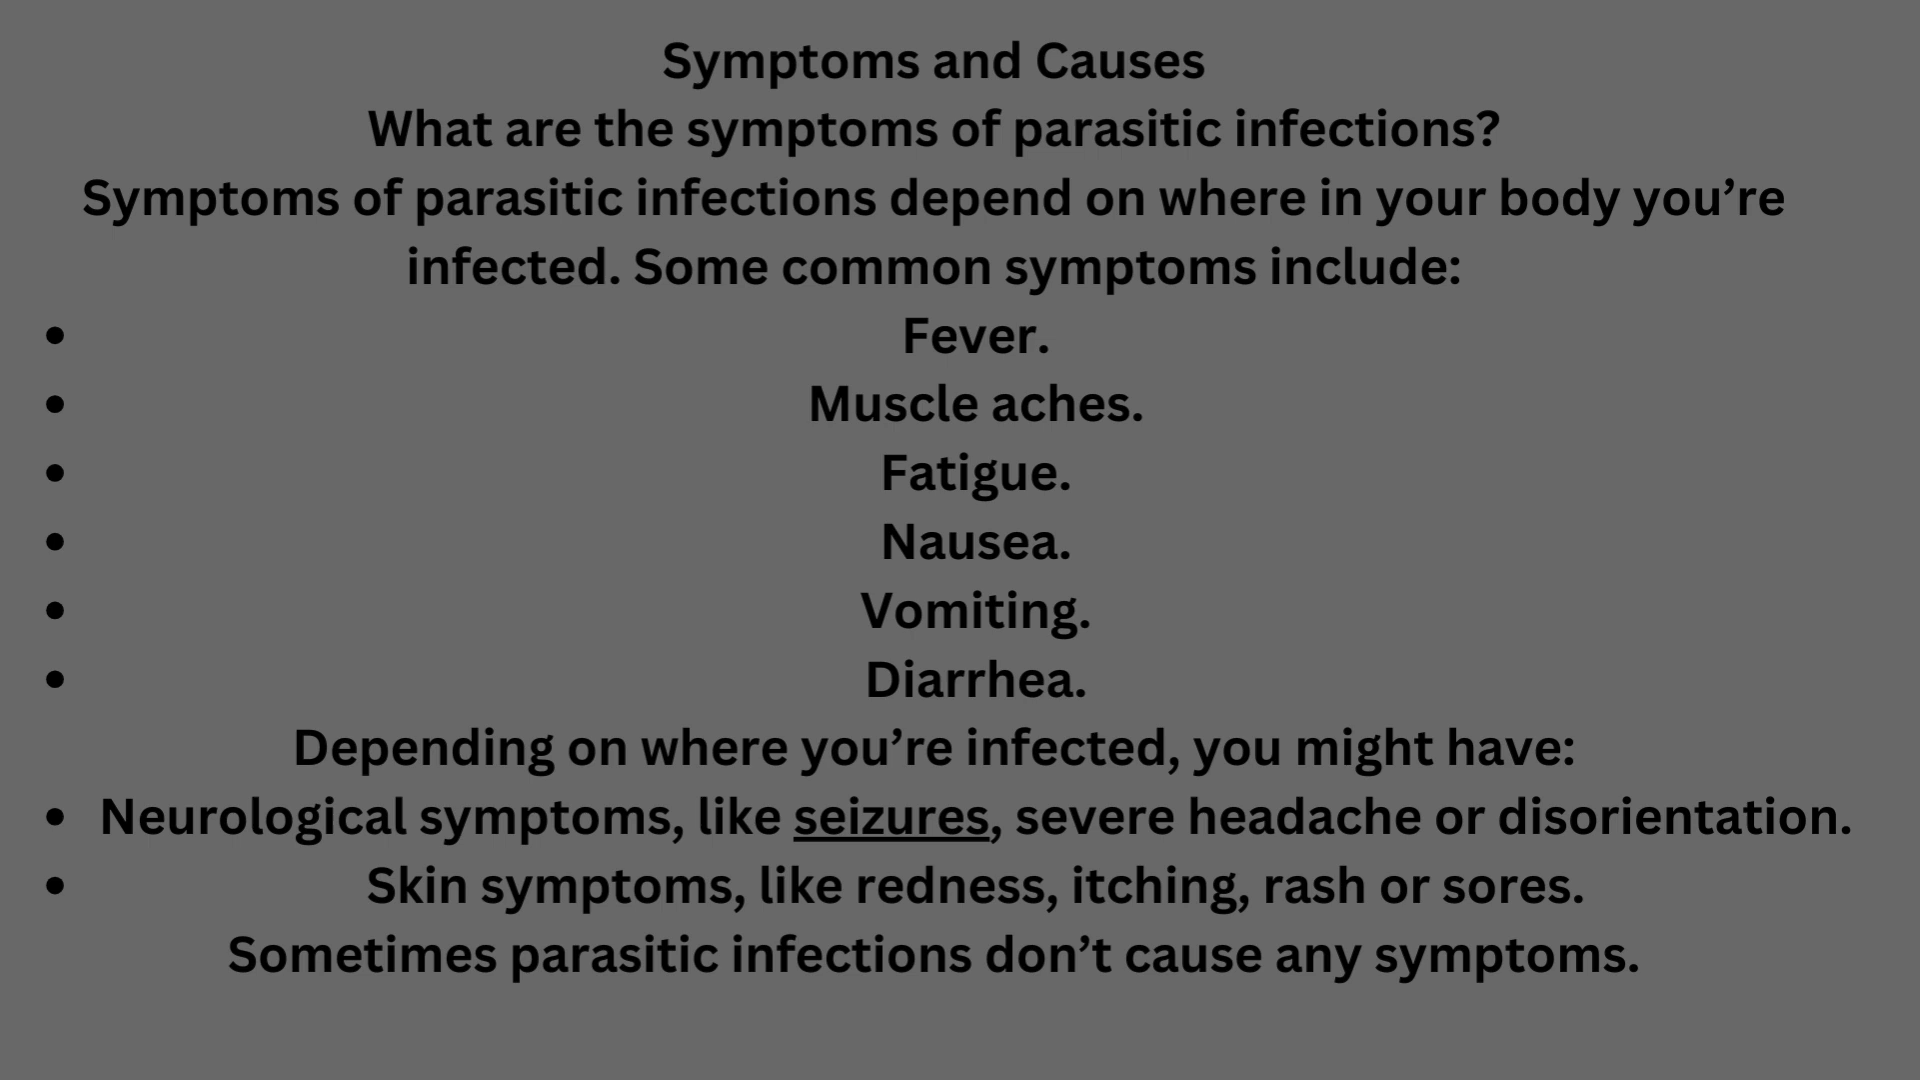 Symptoms and Causes
What are the symptoms of parasitic infections?
Symptoms of parasitic infections depend on where in your body you’re
infected. Some common symptoms include:
• Fever.
• Muscle aches.
• Fatigue.
• Nausea.
• Vomiting.
• Diarrhea.
Depending on where you’re infected, you might have:
• Neurological symptoms, like seizures, severe headache or disorientation.
• Skin symptoms, like redness, itching, rash or sores.
Sometimes parasitic infections don’t cause any symptoms.